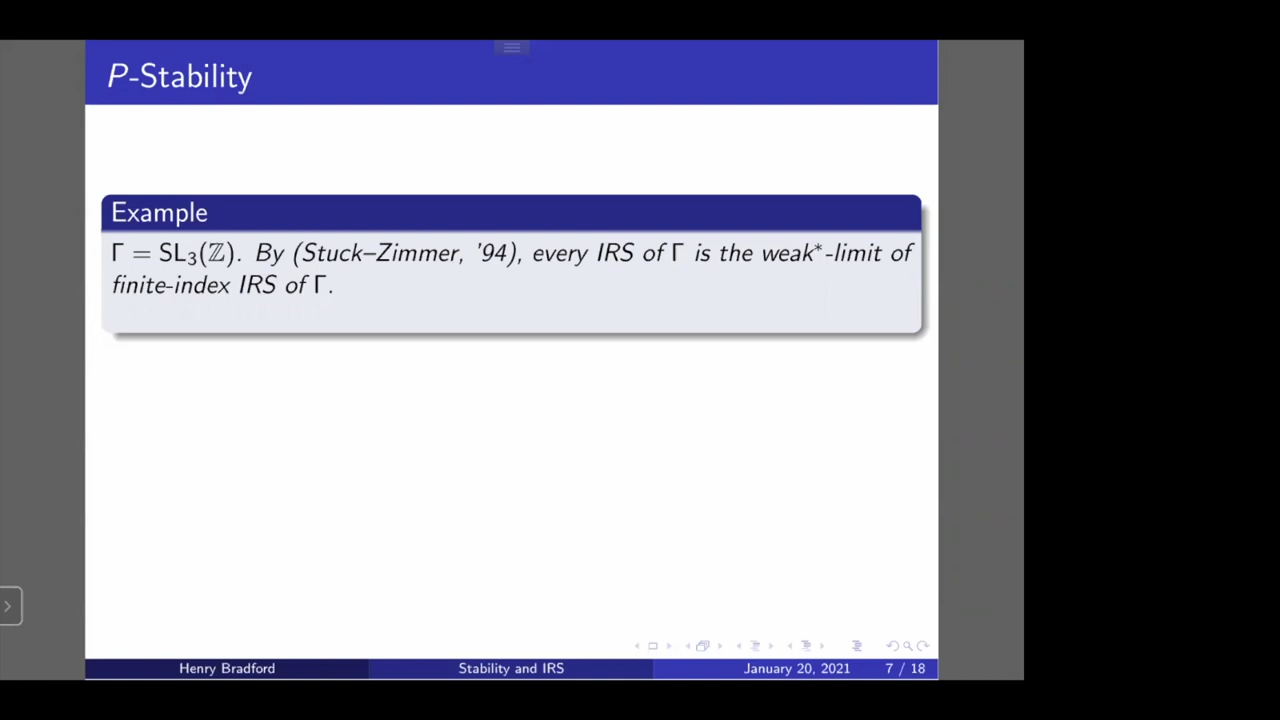 P-Stability
Example
Γ = SL₃(ℤ). By (Stuck–Zimmer, '94), every IRS of Γ is the weak*-limit of
finite-index IRS of Γ.
Henry Bradford
Stability and IRS
January 20, 2021
7 / 18